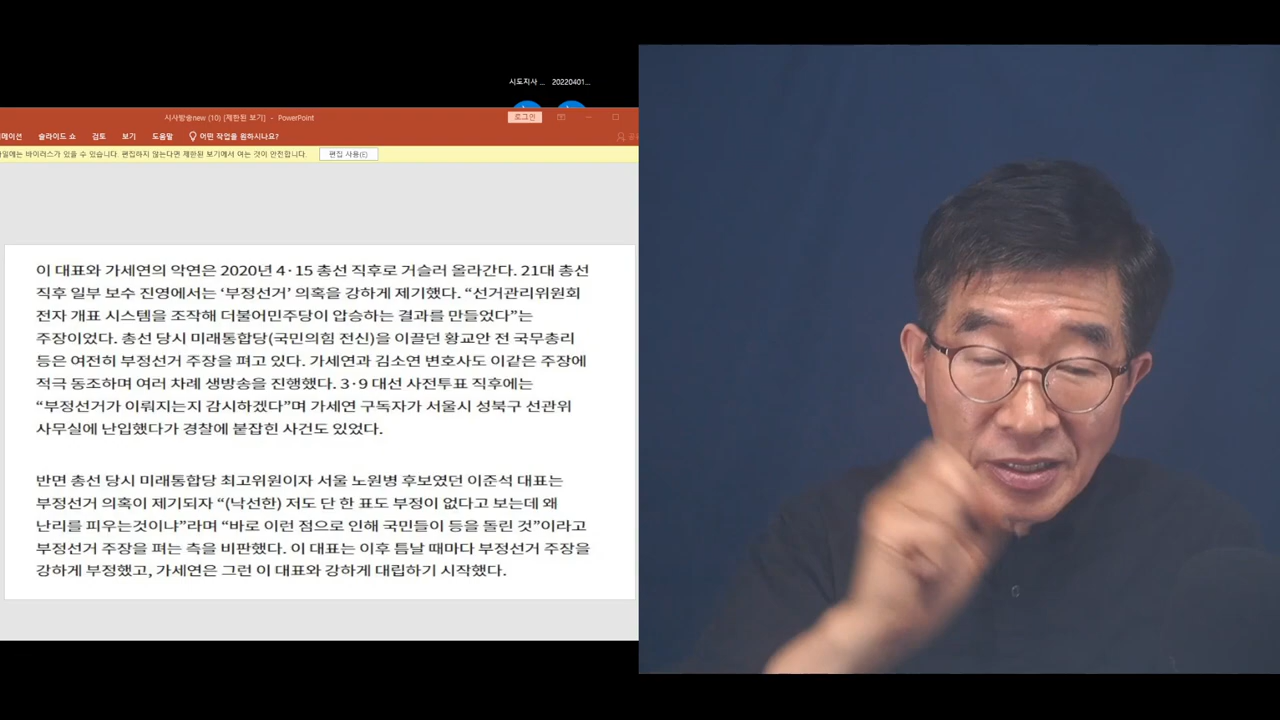 시도지사 ... 20220401...
시사방송new (10) [제한된 보기] - PowerPoint 로그인
메이션 슬라이드 쇼 검토 보기 도움말 어떤 작업을 원하시나요?
일에는 바이러스가 있을 수 있습니다. 편집하지 않는다면 제한된 보기에서 여는 것이 안전합니다. 편집 사용(E)
이 대표와 가세연의 악연은 2020년 4·15 총선 직후로 거슬러 올라간다. 21대 총선
직후 일부 보수 진영에서는 ‘부정선거’ 의혹을 강하게 제기했다. “선거관리위원회
전자 개표 시스템을 조작해 더불어민주당이 압승하는 결과를 만들었다”는
주장이었다. 총선 당시 미래통합당(국민의힘 전신)을 이끌던 황교안 전 국무총리
등은 여전히 부정선거 주장을 펴고 있다. 가세연과 김소연 변호사도 이같은 주장에
적극 동조하며 여러 차례 생방송을 진행했다. 3·9 대선 사전투표 직후에는
“부정선거가 이뤄지는지 감시하겠다”며 가세연 구독자가 서울시 성북구 선관위
사무실에 난입했다가 경찰에 붙잡힌 사건도 있었다.
반면 총선 당시 미래통합당 최고위원이자 서울 노원병 후보였던 이준석 대표는
부정선거 의혹이 제기되자 “(낙선한) 저도 단 한 표도 부정이 없다고 보는데 왜
난리를 피우는것이냐”라며 “바로 이런 점으로 인해 국민들이 등을 돌린 것”이라고
부정선거 주장을 펴는 측을 비판했다. 이 대표는 이후 틈날 때마다 부정선거 주장을
강하게 부정했고, 가세연은 그런 이 대표와 강하게 대립하기 시작했다.